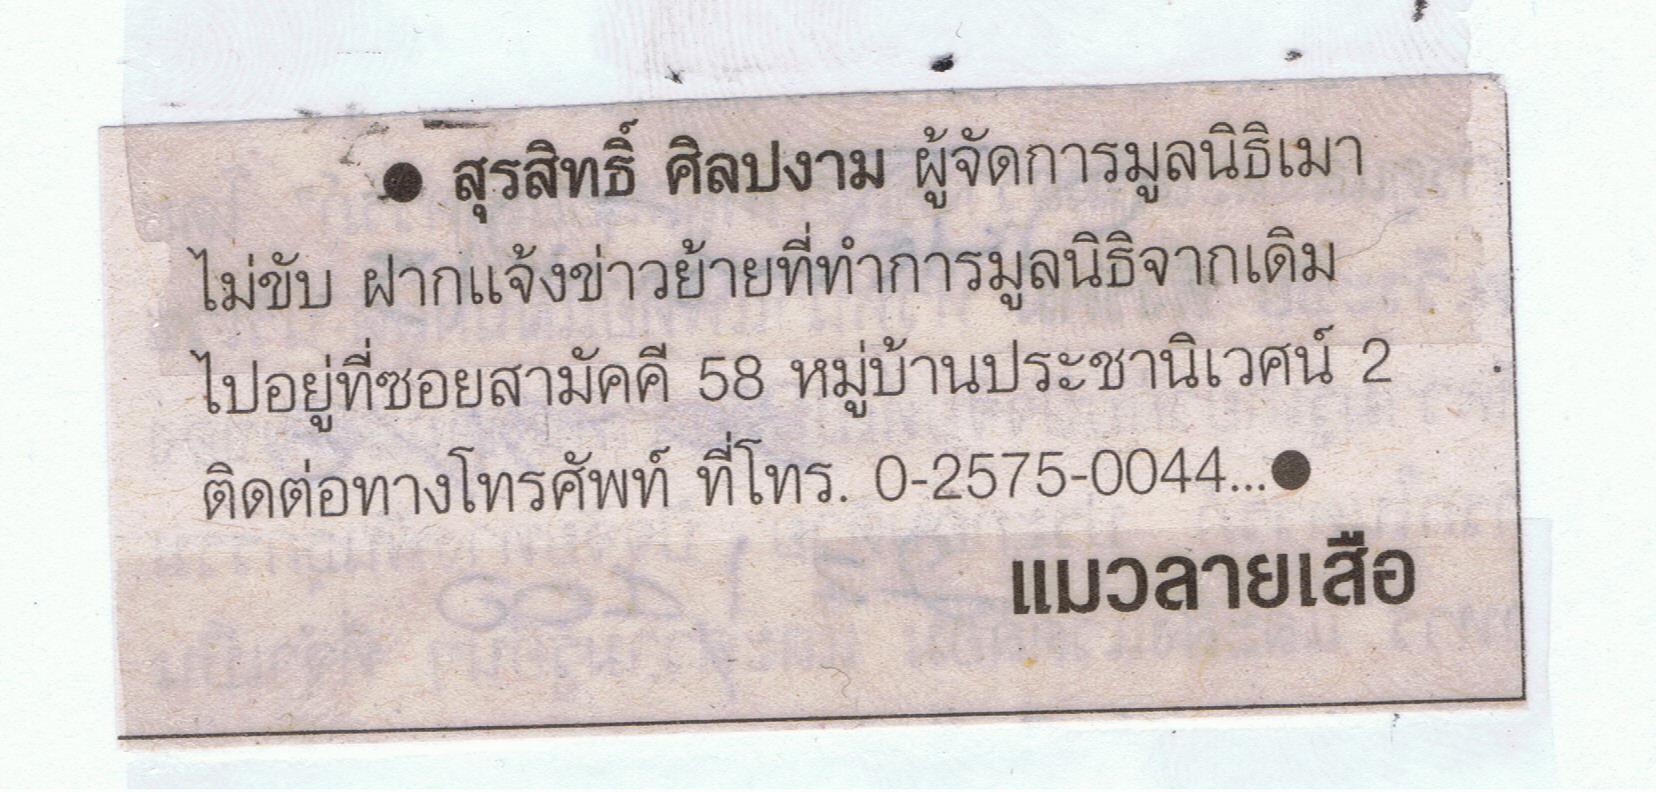 ● สุรสิทธิ์ ศิลปงาม ผู้จัดการมูลนิธิเมา
ไม่ขับ ฝากแจ้งข่าวย้ายที่ทำการมูลนิธิจากเดิม
ไปอยู่ที่ซอยสามัคคี 58 หมู่บ้านประชานิเวศน์ 2
ติดต่อทางโทรศัพท์ ที่โทร. 0-2575-0044...●
แมวลายเสือ